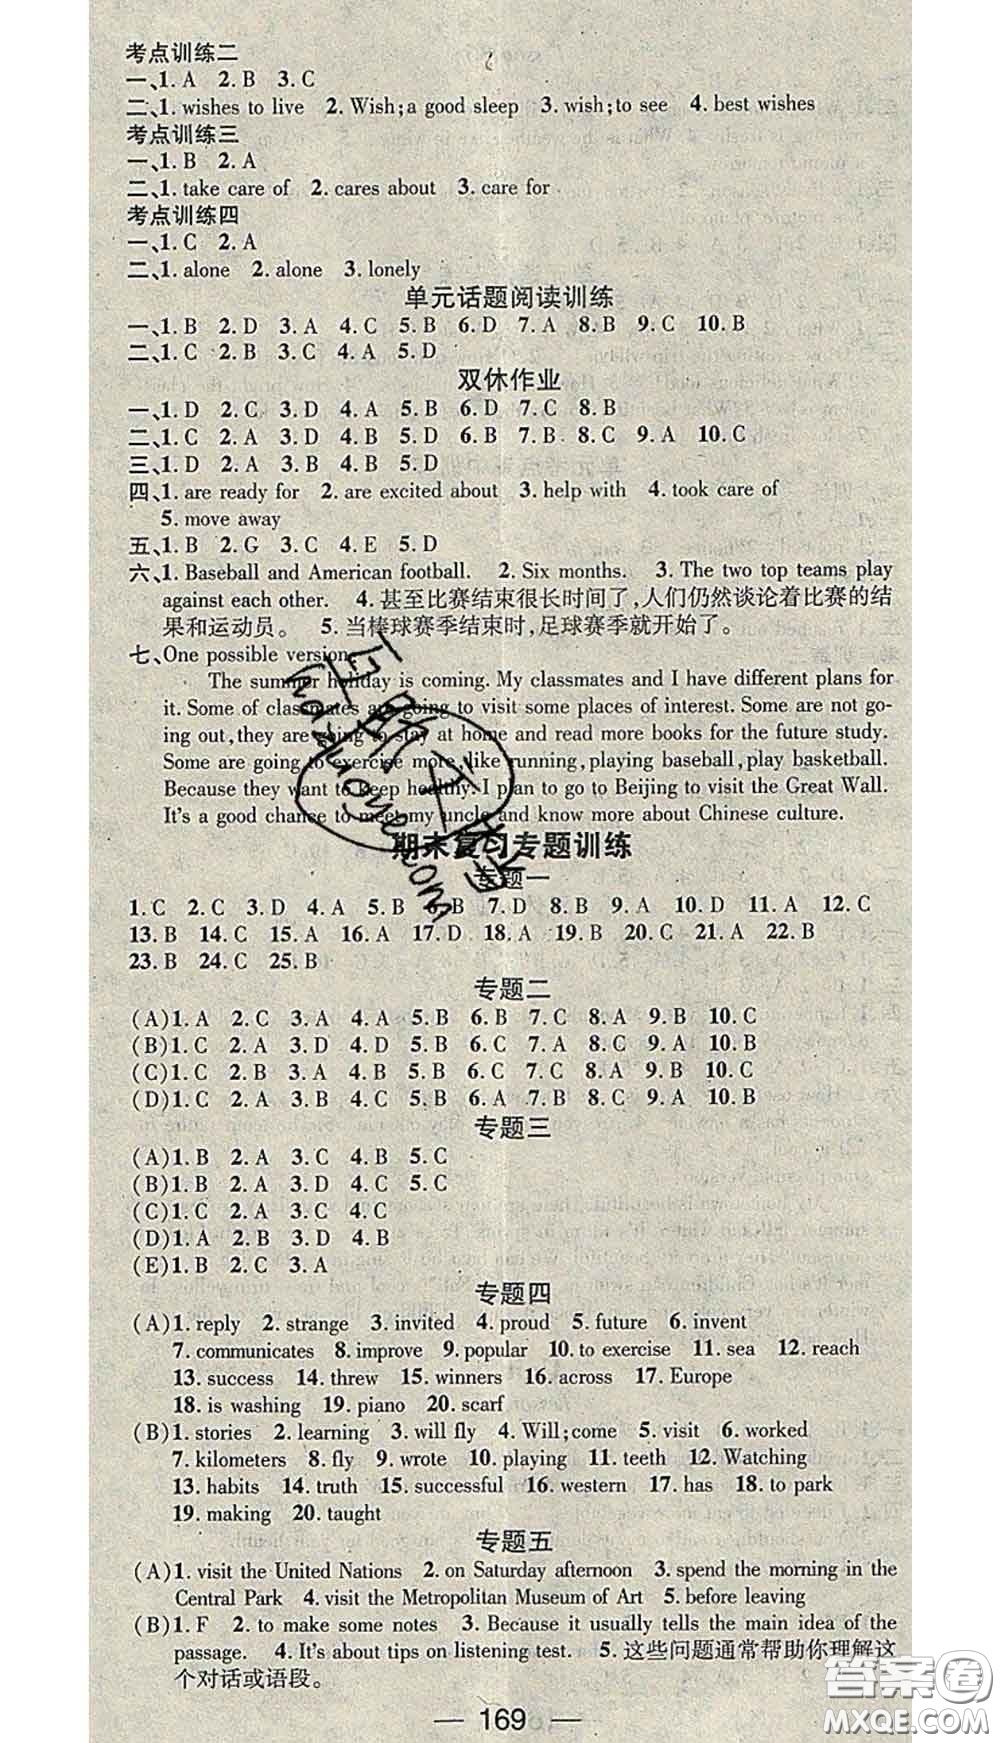 考点训练二
一、1. A 2. B 3. C
二、1. wishes to live 2. Wish; a good sleep 3. wish; to see 4. best wishes
考点训练三
一、1. B 2. A
二、1. take care of 2. cares about 3. care for
考点训练四
一、1. C 2. A
二、1. alone 2. alone 3. lonely
单元话题阅读训练
一、1. B 2. D 3. A 4. C 5. B 6. D 7. A 8. B 9. C 10. B
二、1. C 2. B 3. C 4. A 5. D
双休作业
一、1. D 2. C 3. D 4. A 5. B 6. D 7. C 8. B
二、1. C 2. A 3. D 4. B 5. D 6. B 7. B 8. C 9. A 10. C
三、1. D 2. A 3. B 4. B 5. D
四、1. are ready for 2. are excited about 3. help with 4. took care of
5. move away
五、1. B 2. G 3. C 4. E 5. D
六、1. Baseball and American football. 2. Six months. 3. The two top teams play
against each other. 4. 甚至比赛结束很长时间了,人们仍然谈论着比赛的结
果和运动员。 5. 当棒球赛季结束时,足球赛季就开始了。
七、One possible version:
The summer holiday is coming. My classmates and I have different plans for
it. Some of classmates are going to visit some places of interest. Some are not go-
ing out, they are going to stay at home and read more books for the future study.
Some are going to exercise more, like running, playing baseball, play basketball.
Because they want to keep healthy. I plan to go to Beijing to visit the Great Wall.
It's a good chance to meet my uncle and know more about Chinese culture.
期末复习专题训练
专题一
1. C 2. C 3. D 4. A 5. B 6. B 7. D 8. B 9. A 10. D 11. A 12. C
13. B 14. C 15. A 16. A 17. D 18. A 19. B 20. C 21. A 22. B
23. B 24. C 25. B
专题二
(A)1. A 2. C 3. A 4. A 5. B 6. B 7. C 8. A 9. B 10. C
(B)1. C 2. A 3. D 4. D 5. C 6. C 7. A 8. C 9. D 10. B
(C)1. C 2. B 3. A 4. B 5. C 6. C 7. C 8. A 9. B 10. C
(D)1. C 2. A 3. B 4. C 5. B 6. A 7. B 8. C 9. A 10. B
专题三
(A)1. B 2. A 3. C 4. B 5. C
(B)1. B 2. A 3. D 4. C 5. C
(C)1. C 2. A 3. C 4. C
(D)1. A 2. B 3. D 4. B
(E)1. B 2. C 3. A
专题四
(A)1. reply 2. strange 3. invited 4. proud 5. future 6. invent
7. communicates 8. improve 9. popular 10. to exercise 11. sea 12. reach
13. success 14. threw 15. winners 16. across 17. Europe
18. is washing 19. piano 20. scarf
(B)1. stories 2. learning 3. will fly 4. Will; come 5. visit 6. worked
7. kilometers 8. fly 9. wrote 10. playing 11. teeth 12. Watching
13. habits 14. truth 15. successful 16. western 17. has 18. to park
19. making 20. taught
专题五
(A)1. visit the United Nations 2. on Saturday afternoon 3. spend the morning in the
Central Park 4. visit the Metropolitan Museum of Art 5. before leaving
(B)1. F 2. to make some notes 3. Because it usually tells the main idea of the
passage. 4. It's about tips on listening test. 5. 这些问题通常帮助你理解这
个对话或语段。
— 169 —
答案圈
MXQE.COM